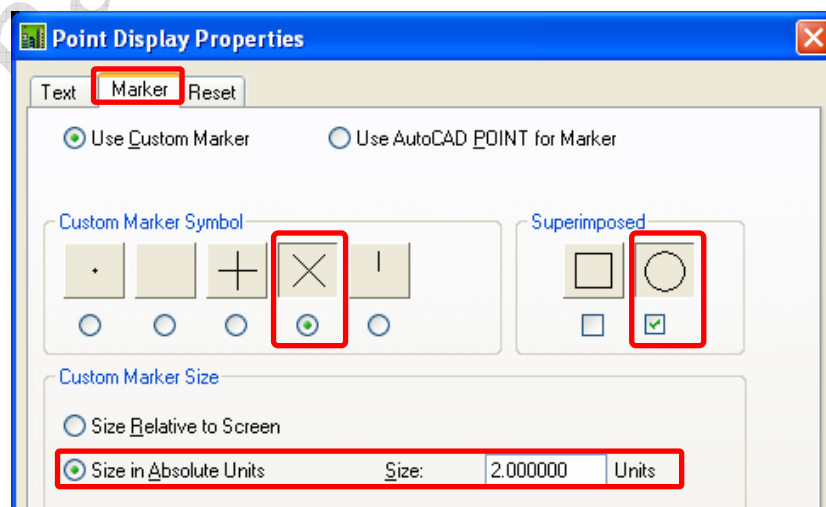 Point Display Properties
Text Marker Reset
Use Custom Marker Use AutoCAD POINT for Marker
Custom Marker Symbol Superimposed
Custom Marker Size
Size Relative to Screen
Size in Absolute Units Size: 2.000000 Units